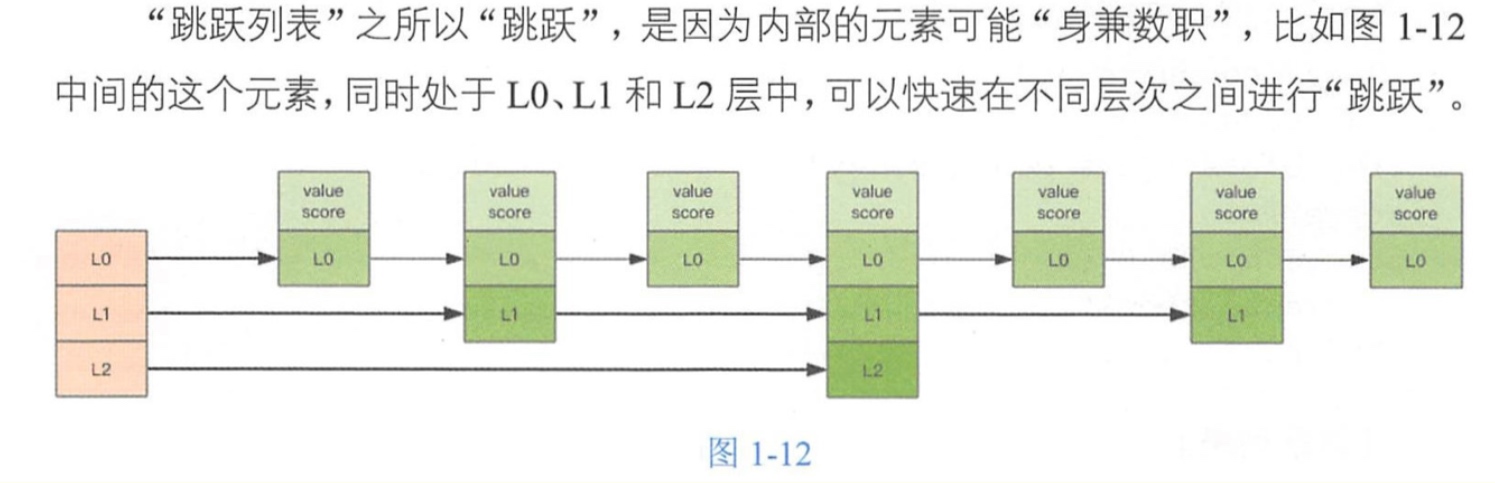 “跳跃列表”之所以“跳跃”，是因为内部的元素可能“身兼数职”，比如图 1-12
中间的这个元素，同时处于 L0、L1 和 L2 层中，可以快速在不同层次之间进行“跳跃”。
value value value value value value value
score score score score score score score
L0 L0 L0 L0 L0 L0 L0 L0
L1 L1 L1 L1
L2 L2
图 1-12